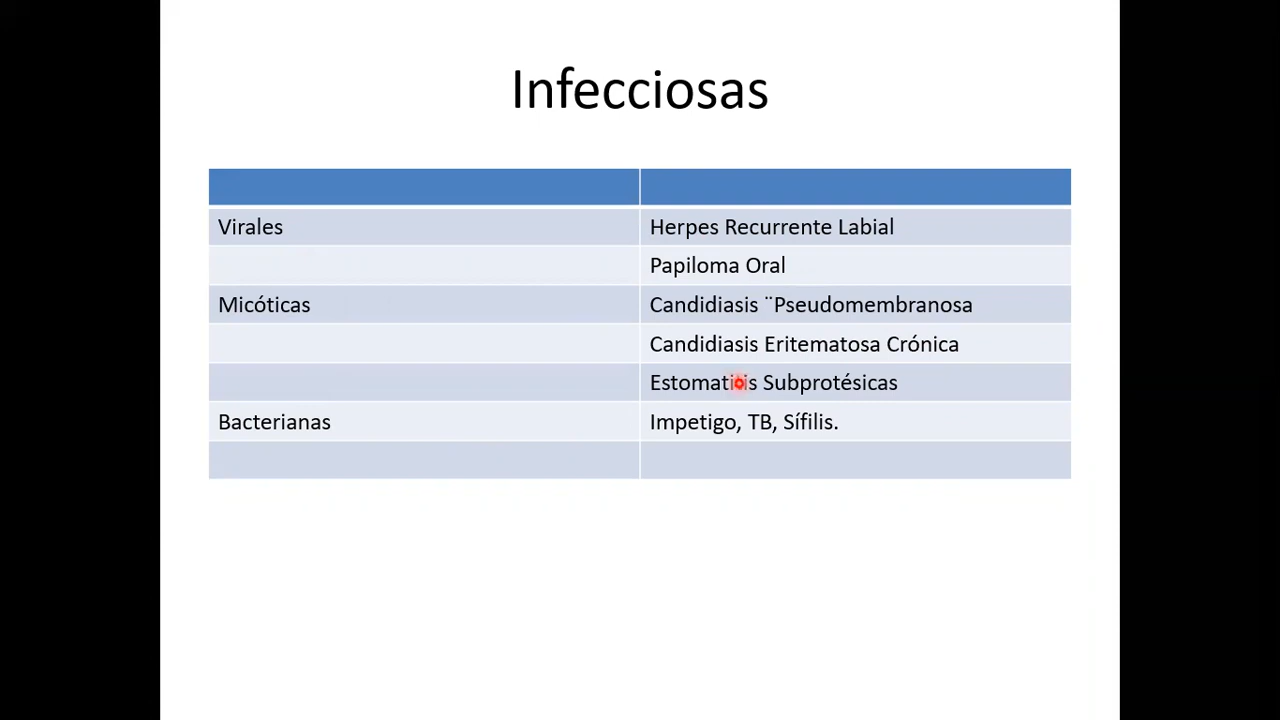 Infecciosas
Virales
Herpes Recurrente Labial
Papiloma Oral
Micóticas
Candidiasis ¨Pseudomembranosa
Candidiasis Eritematosa Crónica
Estomatitis Subprotésicas
Bacterianas
Impetigo, TB, Sífilis.